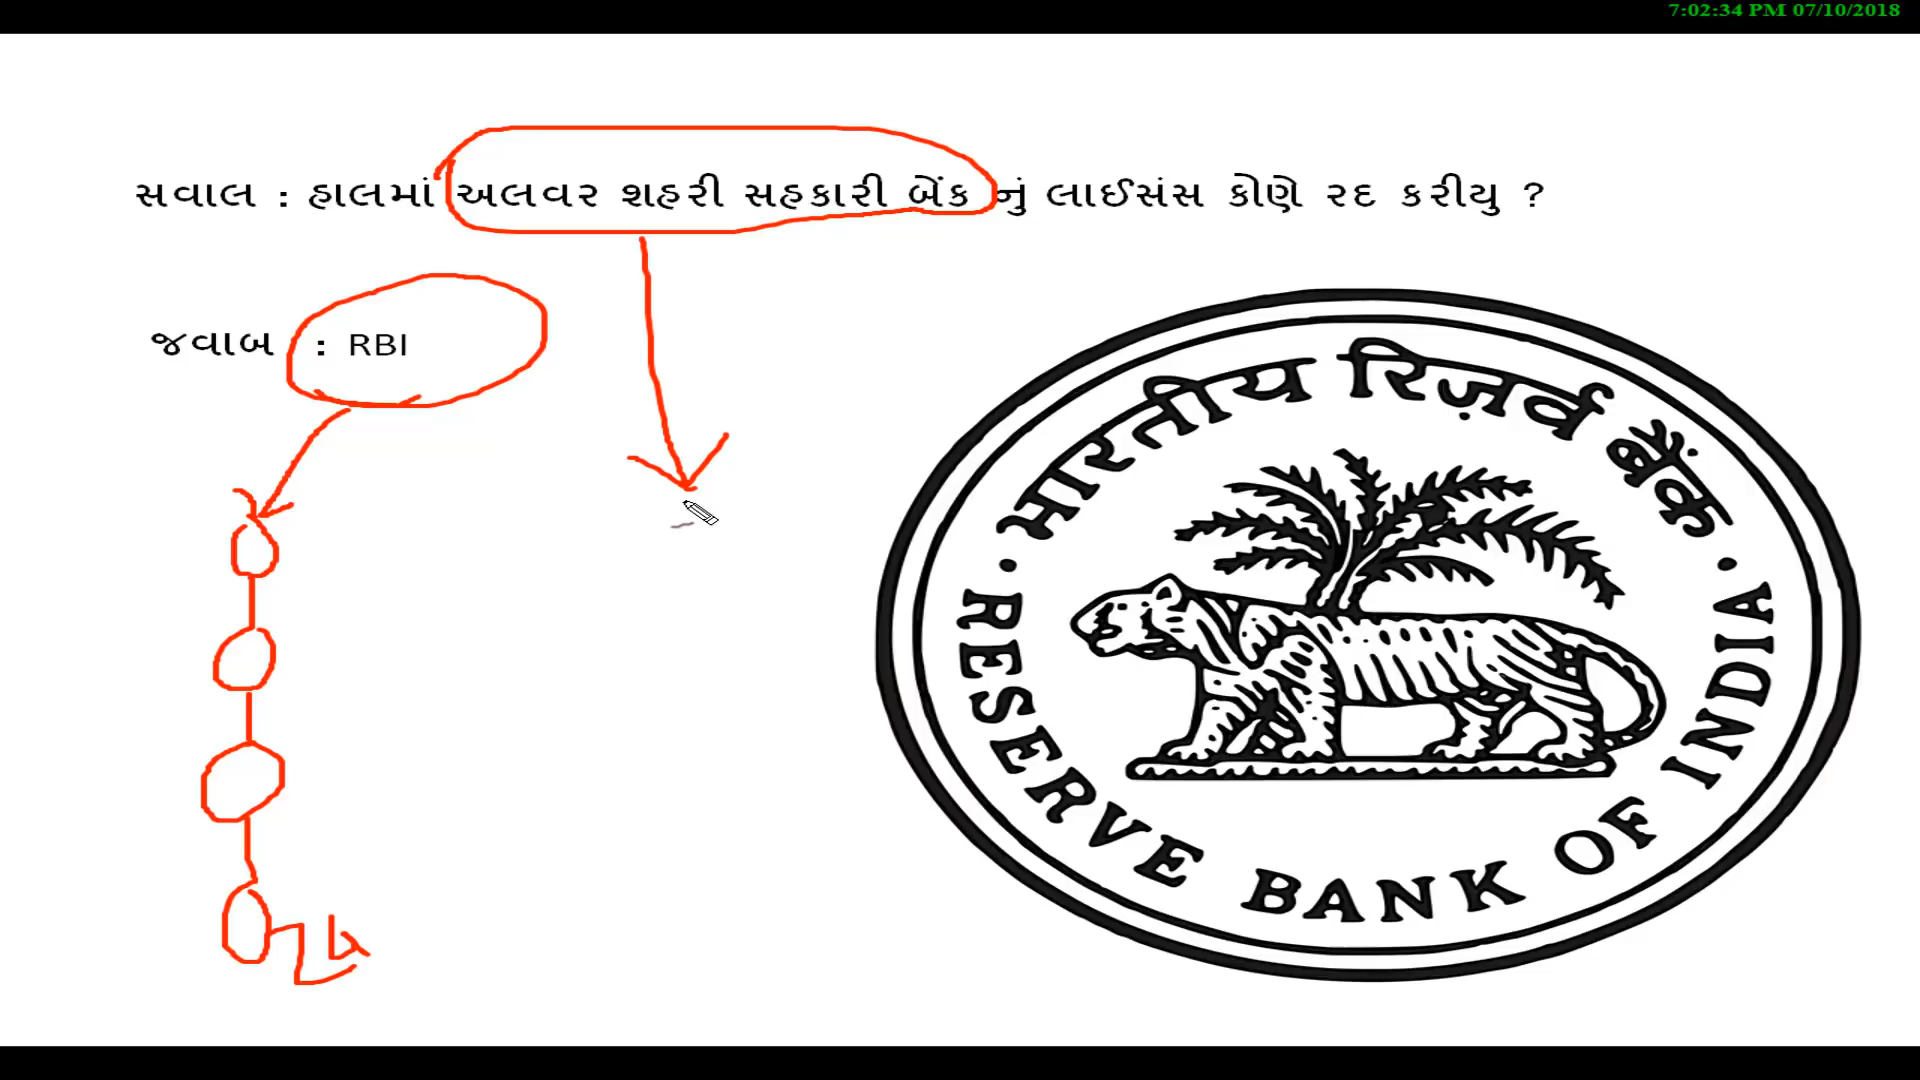 7:02:34 PM 07/10/2018
સવાલ : હાલમાં અલવર શહરી સહકારી બેંક નું લાઈસંસ કોણે રદ કરીયુ ?
જવાબ : RBI
भारतीय रिज़र्व बैंक
RESERVE BANK OF INDIA